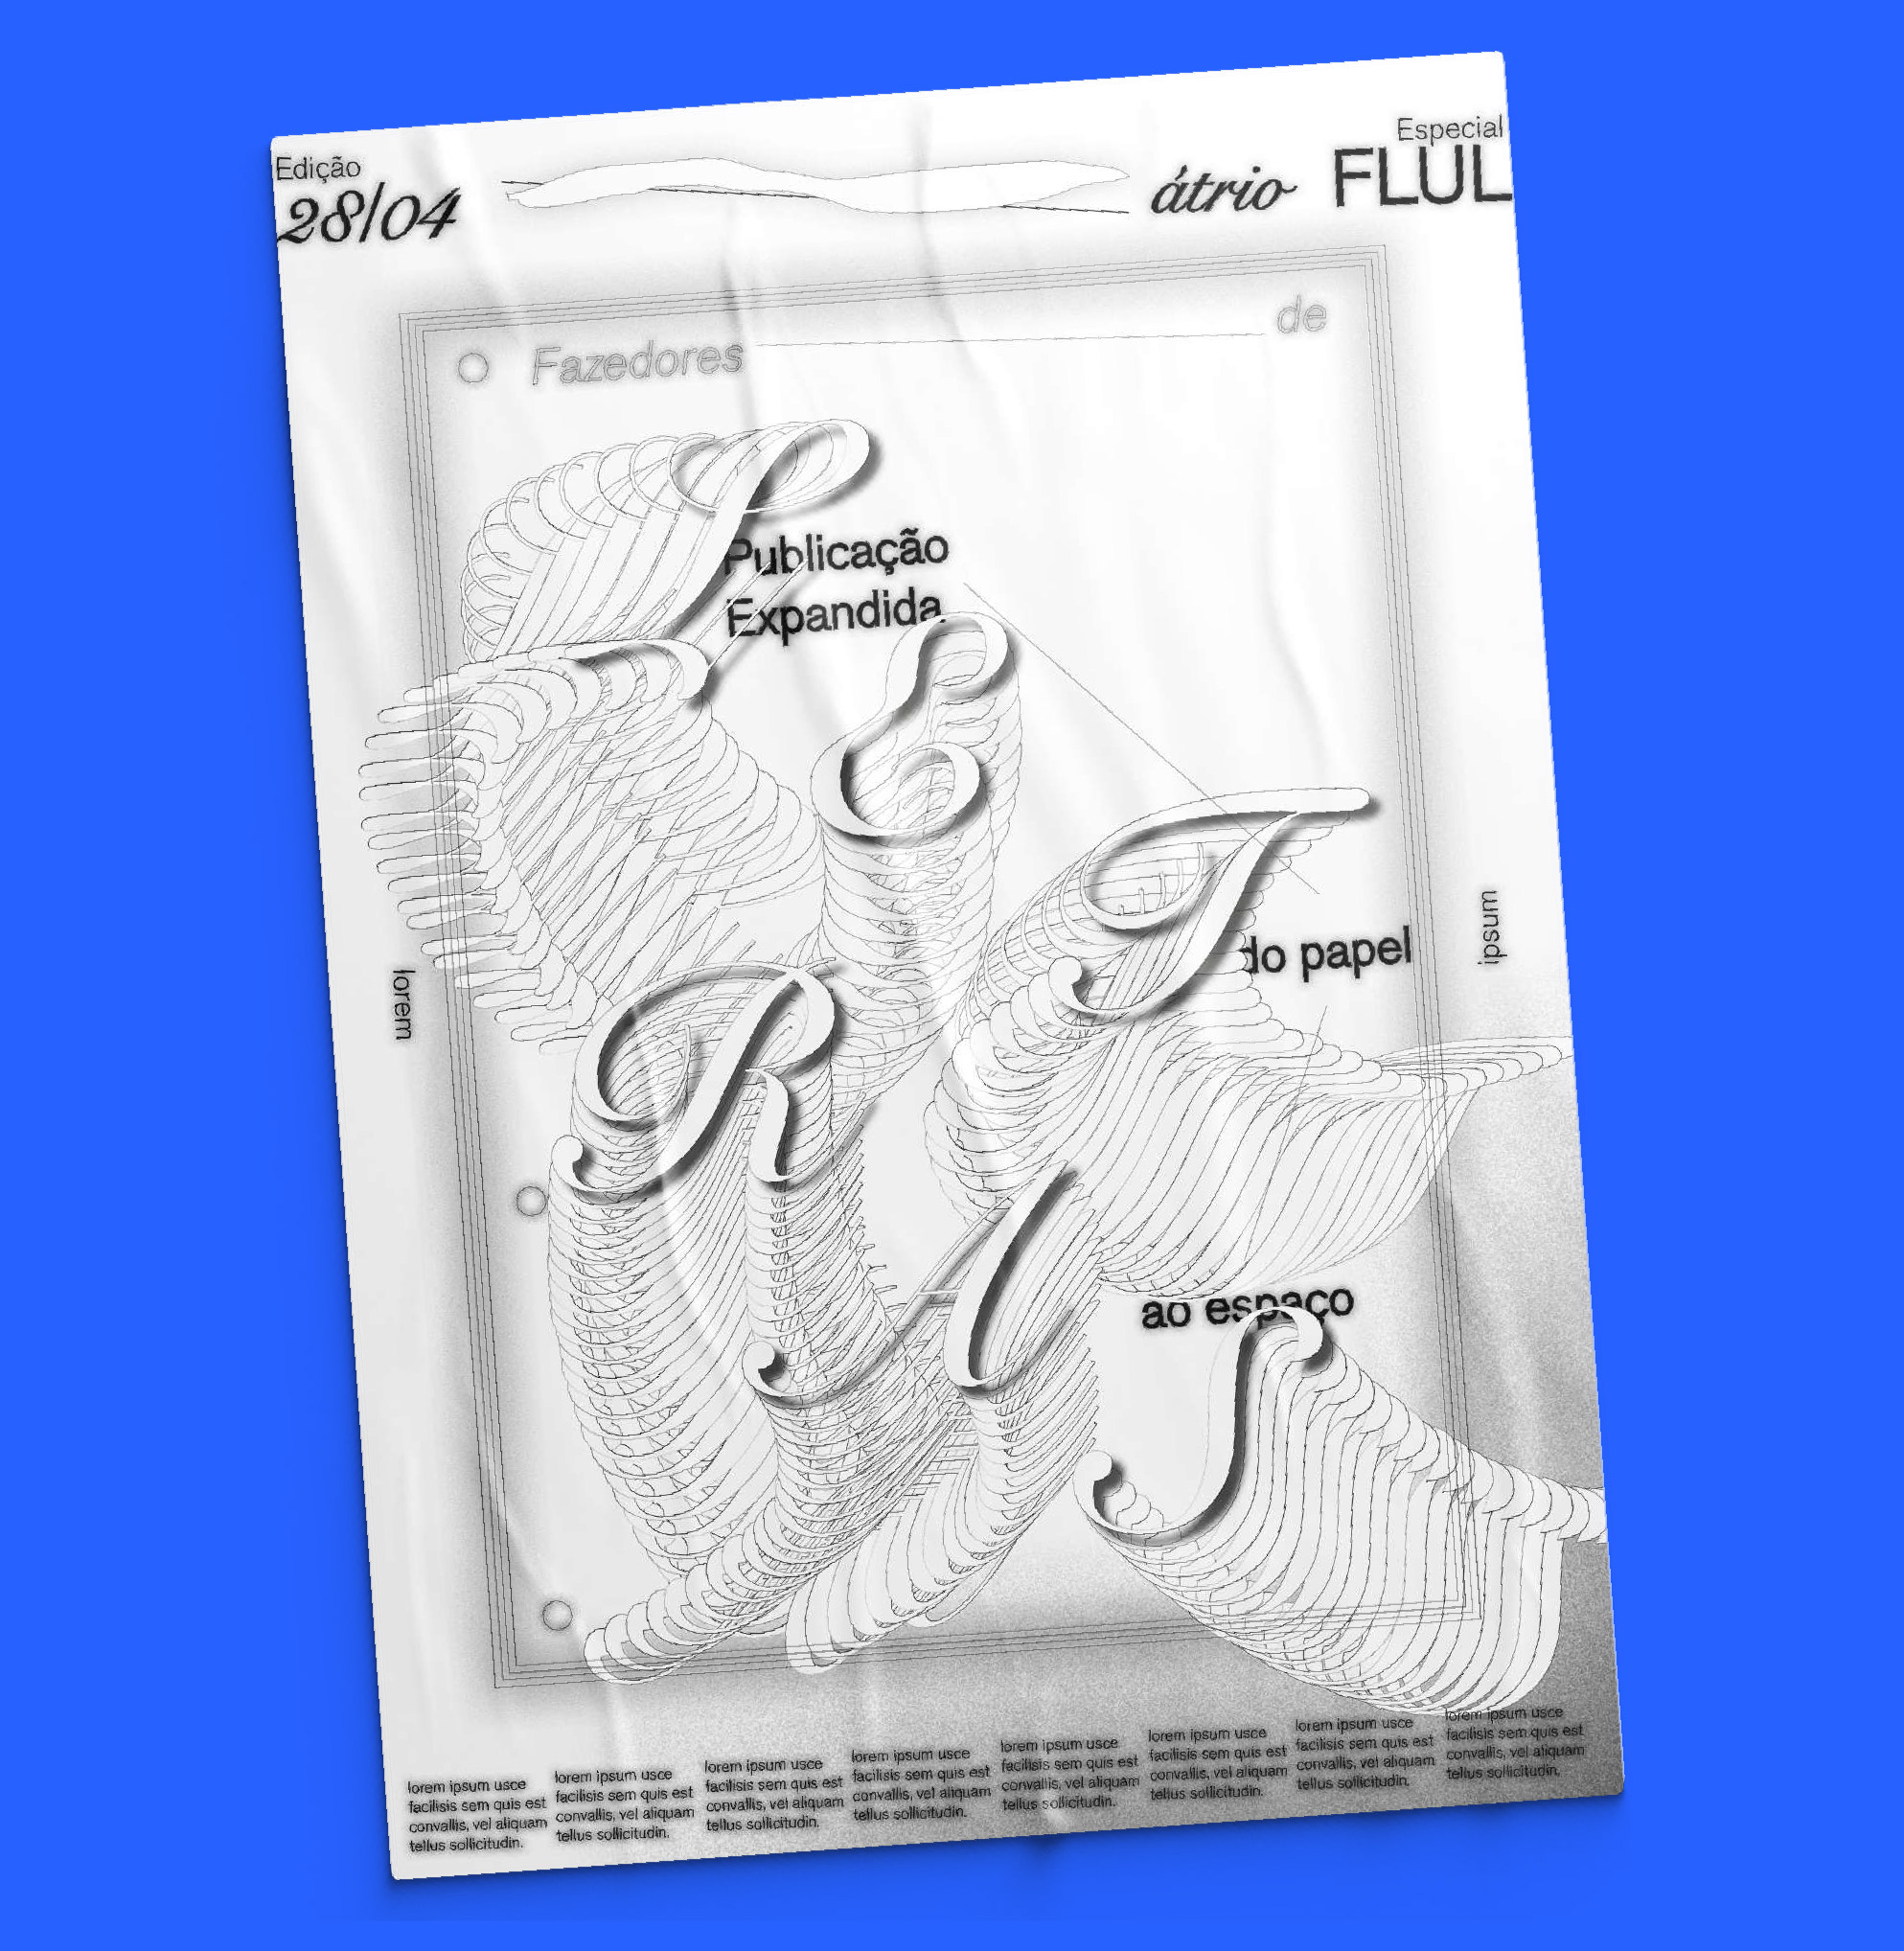 Edição
28/04
átrio
Especial
FLUL
Fazedores de
L
Publicação
Expandida
E
T
do papel
R
A
ao espaço
S
lorem
ipsum
lorem ipsum usce
facilisis sem quis est
convallis, vel aliquam
tellus sollicitudin.
lorem ipsum usce
facilisis sem quis est
convallis, vel aliquam
tellus sollicitudin.
lorem ipsum usce
facilisis sem quis est
convallis, vel aliquam
tellus sollicitudin.
lorem ipsum usce
facilisis sem quis est
convallis, vel aliquam
tellus sollicitudin.
lorem ipsum usce
facilisis sem quis est
convallis, vel aliquam
tellus sollicitudin.
lorem ipsum usce
facilisis sem quis est
convallis, vel aliquam
tellus sollicitudin.
lorem ipsum usce
facilisis sem quis est
convallis, vel aliquam
tellus sollicitudin.
lorem ipsum usce
facilisis sem quis est
convallis, vel aliquam
tellus sollicitudin.